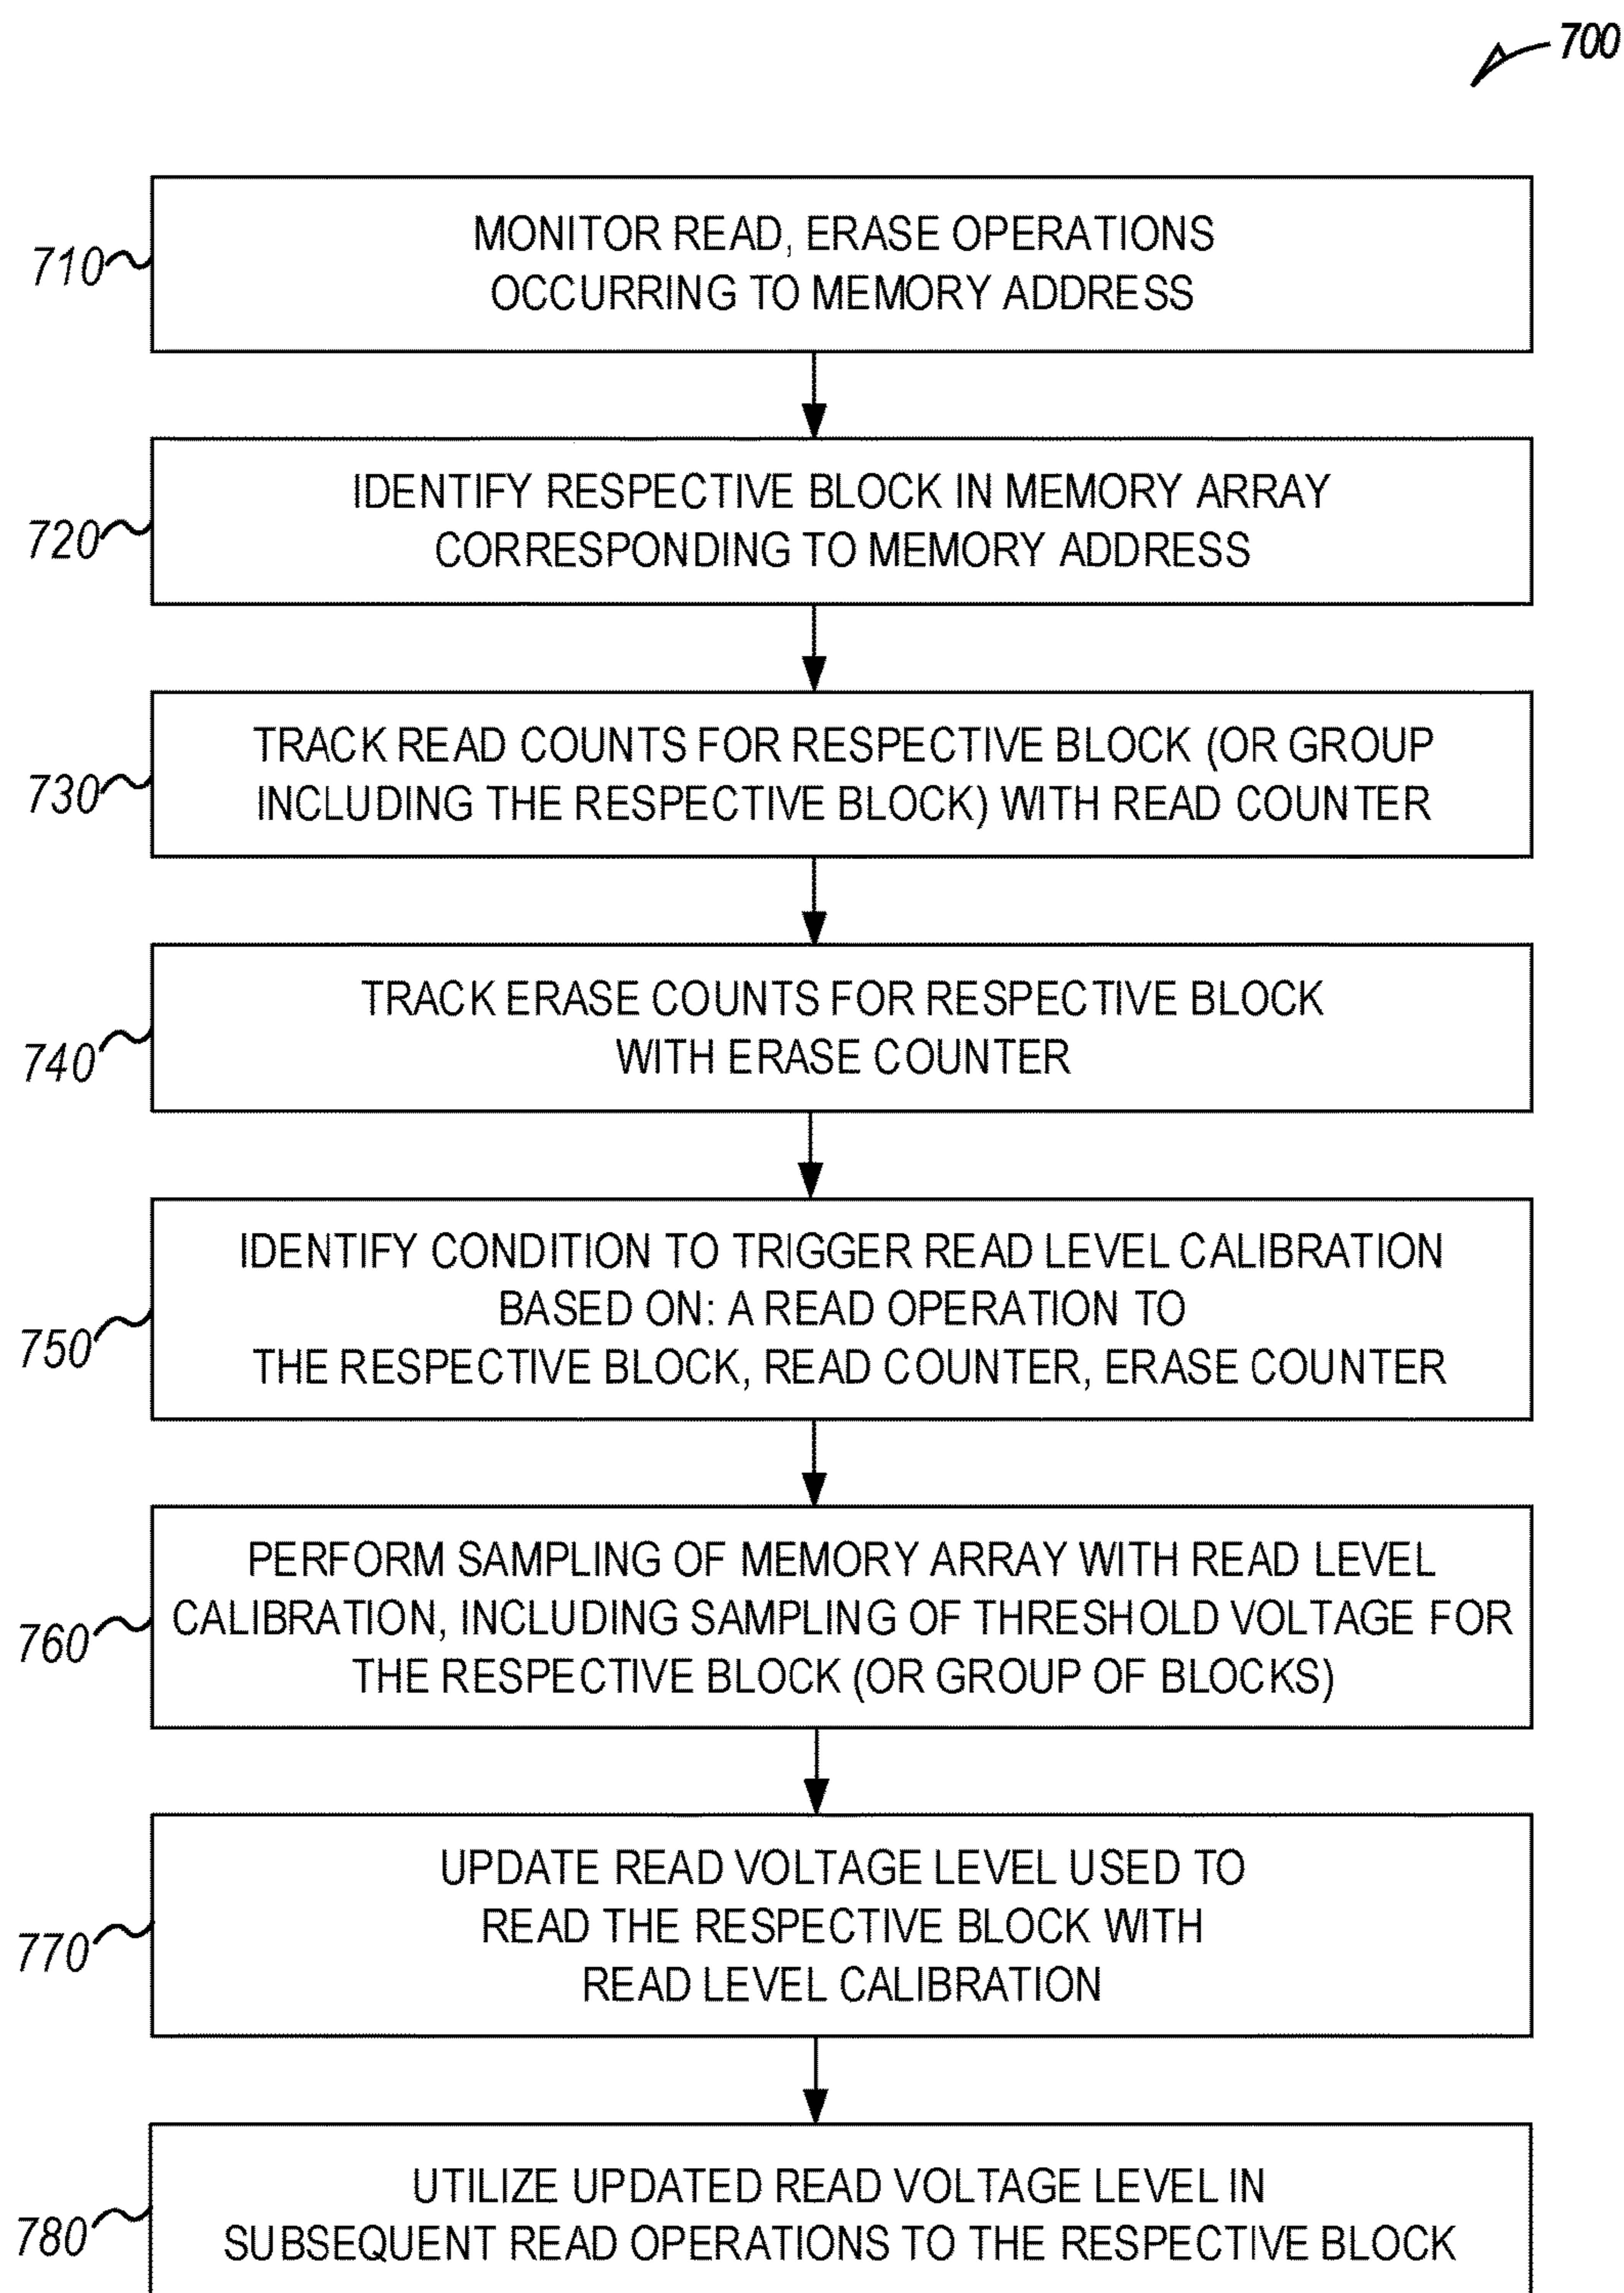 700
710
MONITOR READ, ERASE OPERATIONS
OCCURRING TO MEMORY ADDRESS
720
IDENTIFY RESPECTIVE BLOCK IN MEMORY ARRAY
CORRESPONDING TO MEMORY ADDRESS
730
TRACK READ COUNTS FOR RESPECTIVE BLOCK (OR GROUP
INCLUDING THE RESPECTIVE BLOCK) WITH READ COUNTER
740
TRACK ERASE COUNTS FOR RESPECTIVE BLOCK
WITH ERASE COUNTER
750
IDENTIFY CONDITION TO TRIGGER READ LEVEL CALIBRATION
BASED ON: A READ OPERATION TO
THE RESPECTIVE BLOCK, READ COUNTER, ERASE COUNTER
760
PERFORM SAMPLING OF MEMORY ARRAY WITH READ LEVEL
CALIBRATION, INCLUDING SAMPLING OF THRESHOLD VOLTAGE FOR
THE RESPECTIVE BLOCK (OR GROUP OF BLOCKS)
770
UPDATE READ VOLTAGE LEVEL USED TO
READ THE RESPECTIVE BLOCK WITH
READ LEVEL CALIBRATION
780
UTILIZE UPDATED READ VOLTAGE LEVEL IN
SUBSEQUENT READ OPERATIONS TO THE RESPECTIVE BLOCK